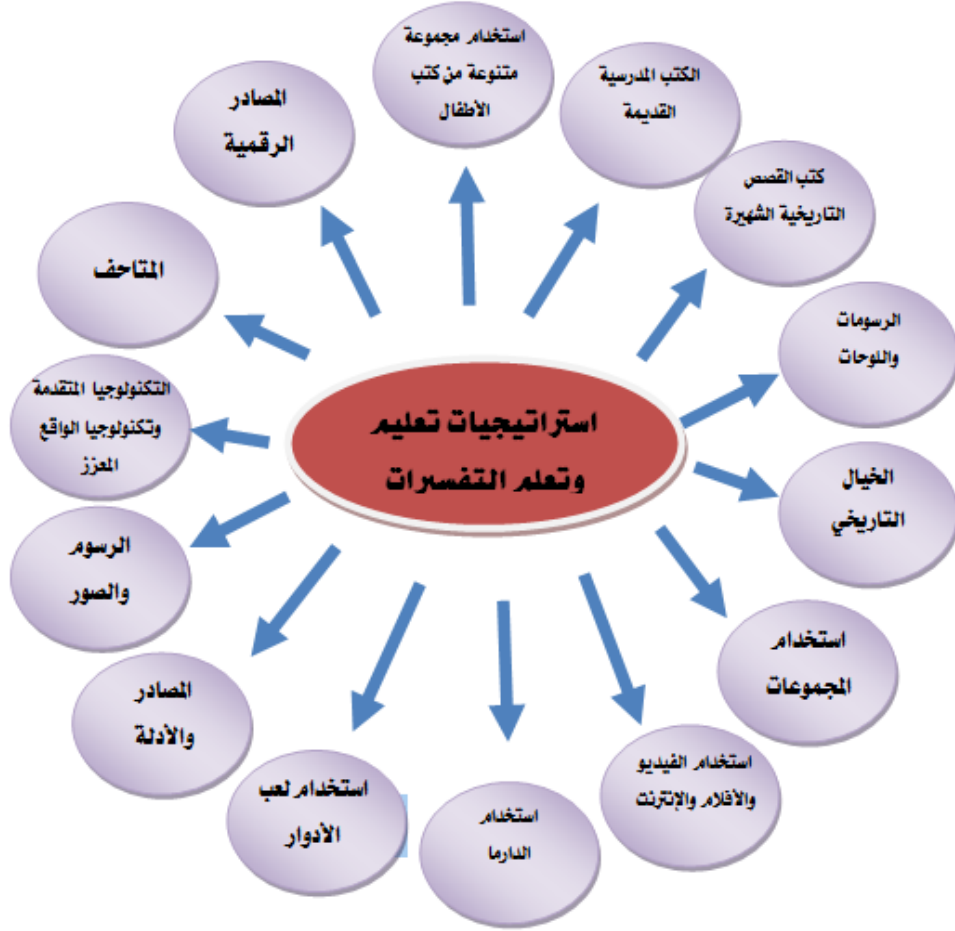 استراتيجيات تعليم
وتعلم التفسيرات
استخدام مجموعة
متنوعة من كتب
الأطفال
الكتب المدرسية
القديمة
كتب القصص
التاريخية الشهيرة
الرسومات
واللوحات
الخيال
التاريخي
استخدام
المجموعات
استخدام الفيديو
والأفلام والإنترنت
استخدام
الدارما
استخدام لعب
الأدوار
المصادر
والأدلة
الرسوم
والصور
التكنولوجيا المتقدمة
وتكنولوجيا الواقع
المعزز
المتاحف
المصادر
الرقمية